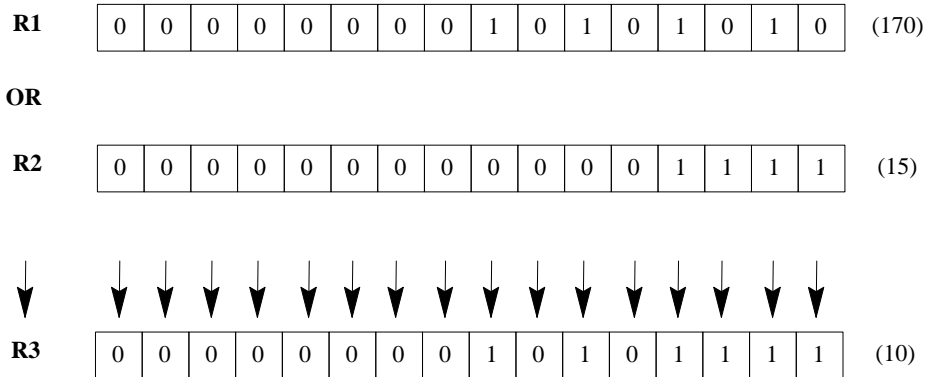 R1 0 0 0 0 0 0 0 0 1 0 1 0 1 0 1 0 (170)
OR
R2 0 0 0 0 0 0 0 0 0 0 0 0 1 1 1 1 (15)
R3 0 0 0 0 0 0 0 0 1 0 1 0 1 1 1 1 (10)